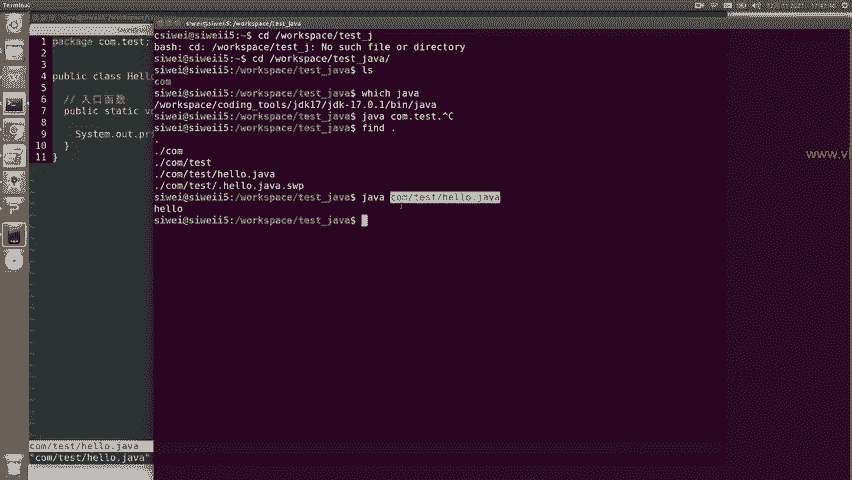 Terminal
siwei@siweii5: /workspace/test_java
1 package com.test;
2
3
4 public class Hello
5
6 // 入口函数
7 public static vo
8
9 System.out.pri
10 }
11 }
com/test/hello.java
"com/test/hello.java"
csiwei@siweii5:~$ cd /workspace/test_j
bash: cd: /workspace/test_j: No such file or directory
siwei@siweii5:~$ cd /workspace/test_java/
siwei@siweii5:/workspace/test_java$ ls
com
siwei@siweii5:/workspace/test_java$ which java
/workspace/coding_tools/jdk17/jdk-17.0.1/bin/java
siwei@siweii5:/workspace/test_java$ java com.test.^C
siwei@siweii5:/workspace/test_java$ find .
.
./com
./com/test
./com/test/hello.java
./com/test/.hello.java.swp
siwei@siweii5:/workspace/test_java$ java com/test/hello.java
hello
siwei@siweii5:/workspace/test_java$
www.vi